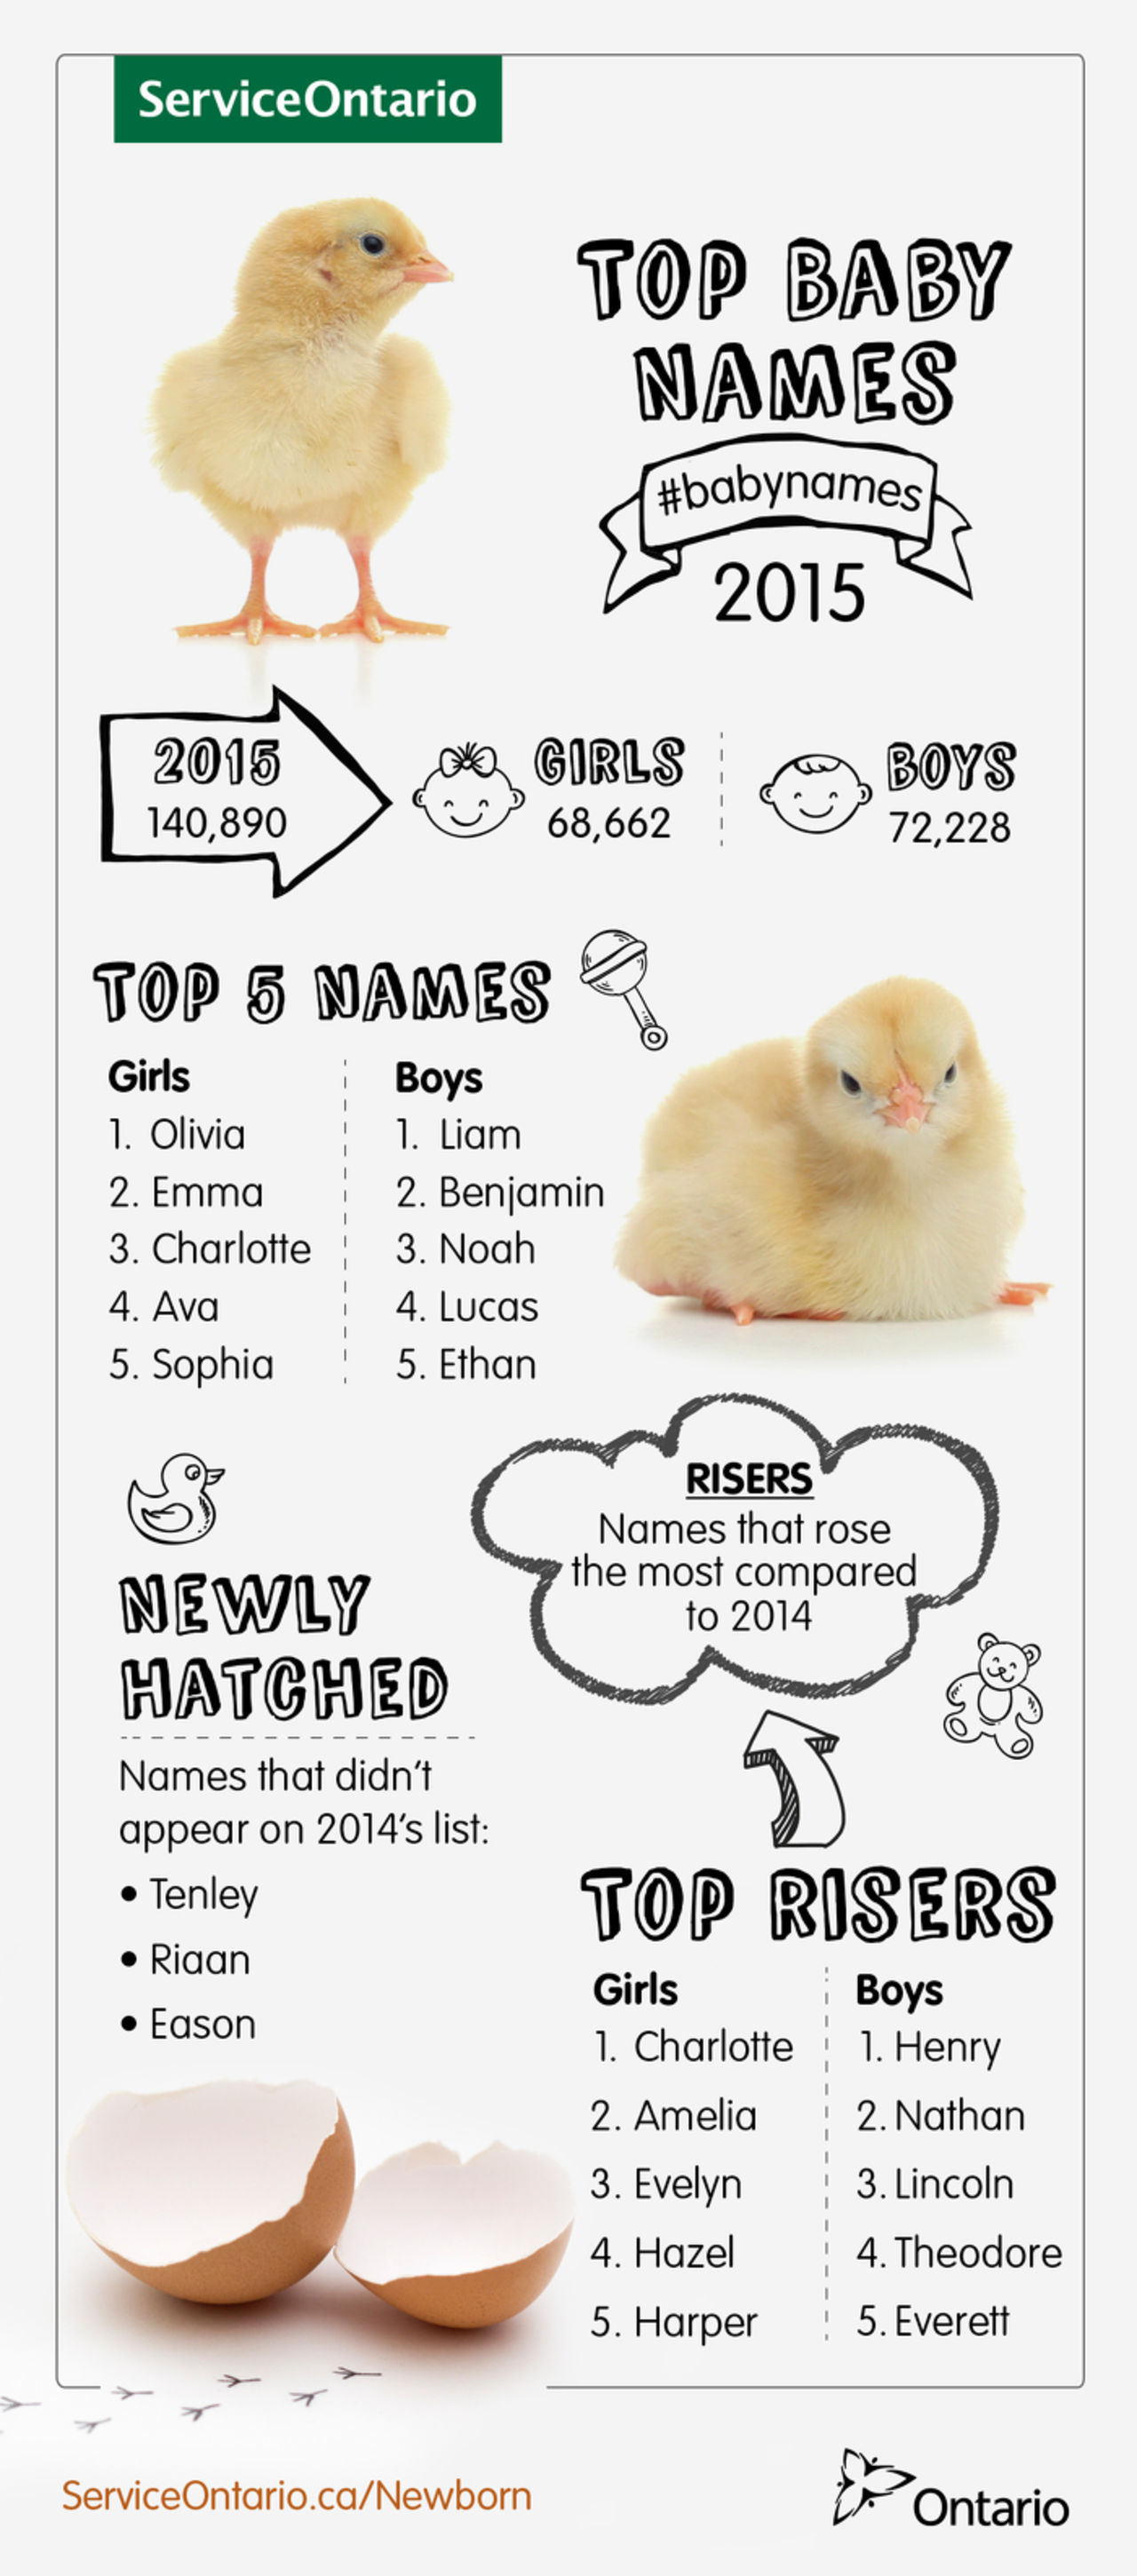 ServiceOntario
TOP BABY
NAMES
#babynames
2015
2015
140,890
GIRLS
68,662
BOYS
72,228
TOP 5 NAMES
Girls
1. Olivia
2. Emma
3. Charlotte
4. Ava
5. Sophia
Boys
1. Liam
2. Benjamin
3. Noah
4. Lucas
5. Ethan
RISERS
Names that rose
the most compared
to 2014
NEWLY
HATCHED
Names that didn't
appear on 2014's list:
• Tenley
• Riaan
• Eason
TOP RISERS
Girls
1. Charlotte
2. Amelia
3. Evelyn
4. Hazel
5. Harper
Boys
1. Henry
2. Nathan
3. Lincoln
4. Theodore
5. Everett
ServiceOntario.ca/Newborn
Ontario